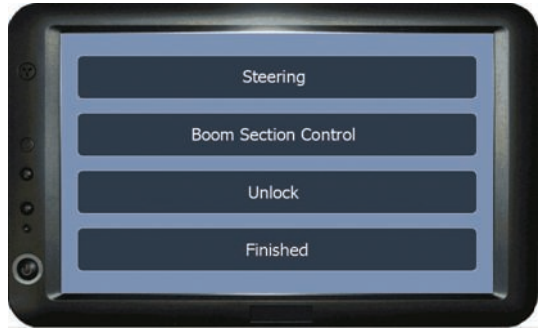 Steering
Boom Section Control
Unlock
Finished